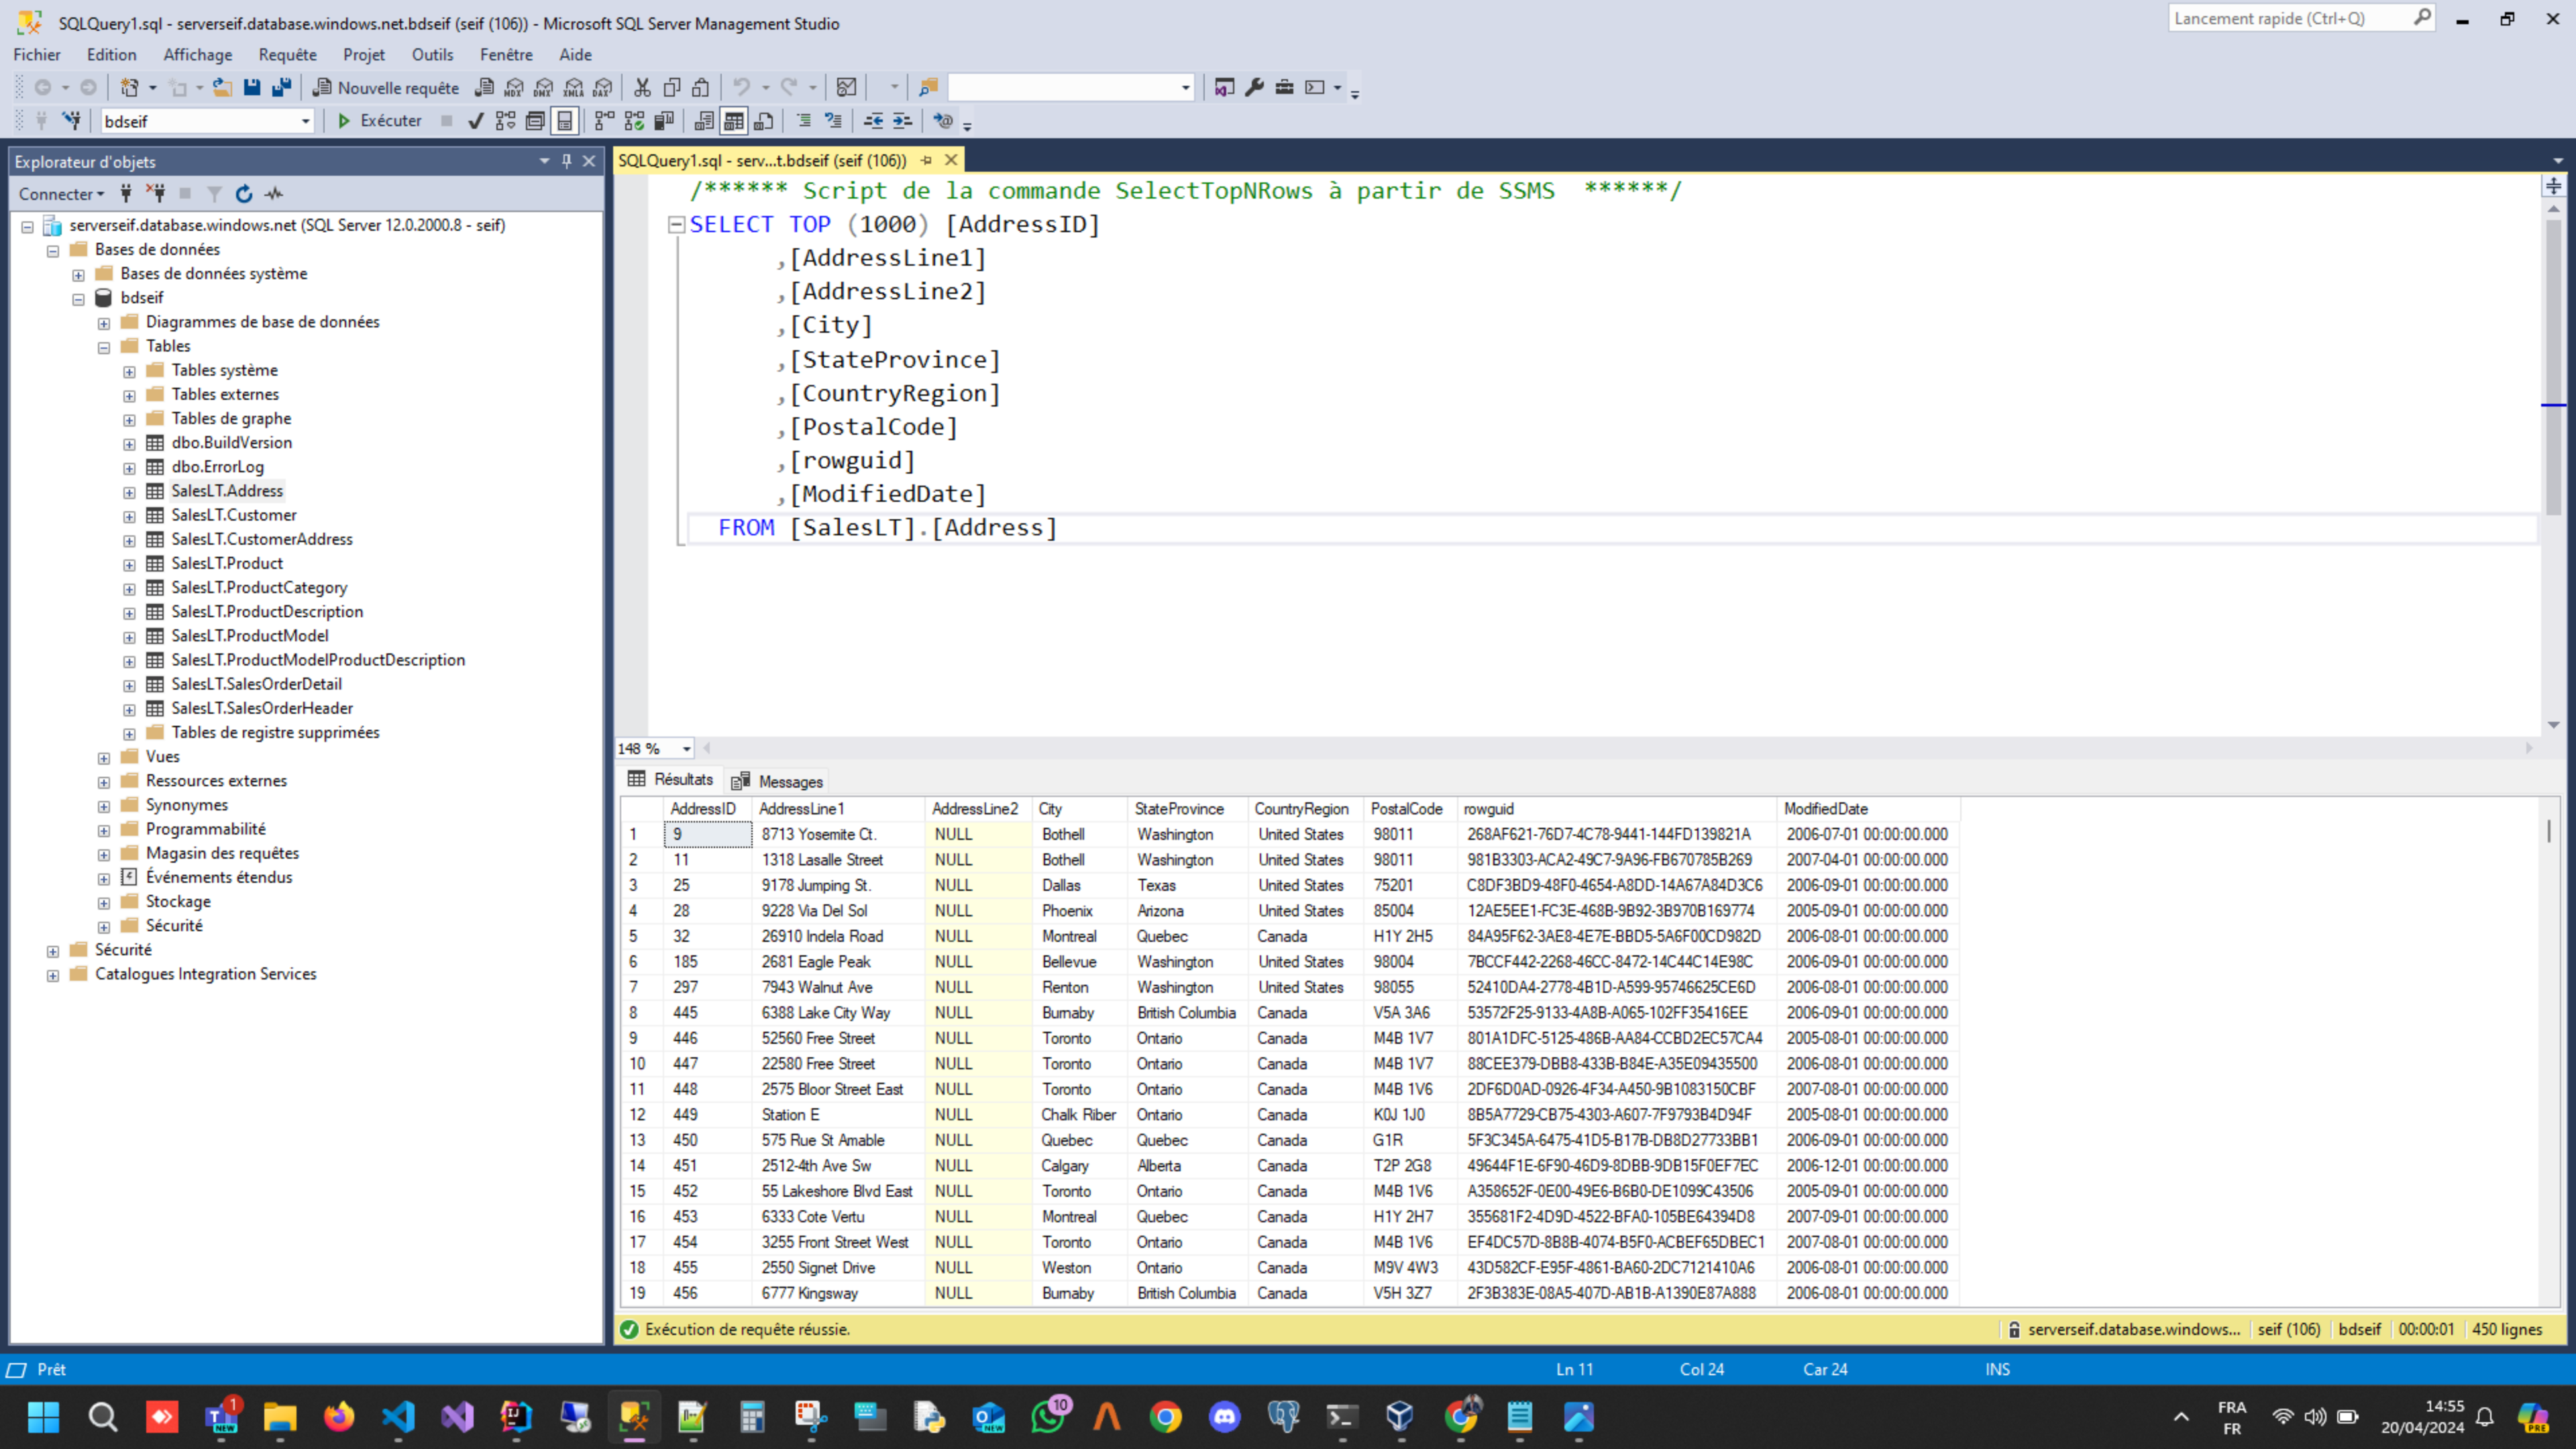 SQLQuery1.sql - serverseif.database.windows.net.bdseif (seif (106)) - Microsoft SQL Server Management Studio
Lancement rapide (Ctrl+Q)
Fichier Edition Affichage Requête Projet Outils Fenêtre Aide
Nouvelle requête MDX DMX XMLA DAX
bdseif Exécuter
Explorateur d'objets
Connecter
serverseif.database.windows.net (SQL Server 12.0.2000.8 - seif)
Bases de données
Bases de données système
bdseif
Diagrammes de base de données
Tables
Tables système
Tables externes
Tables de graphe
dbo.BuildVersion
dbo.ErrorLog
SalesLT.Address
SalesLT.Customer
SalesLT.CustomerAddress
SalesLT.Product
SalesLT.ProductCategory
SalesLT.ProductDescription
SalesLT.ProductModel
SalesLT.ProductModelProductDescription
SalesLT.SalesOrderDetail
SalesLT.SalesOrderHeader
Tables de registre supprimées
Vues
Ressources externes
Synonymes
Programmabilité
Magasin des requêtes
Événements étendus
Stockage
Sécurité
Sécurité
Catalogues Integration Services
SQLQuery1.sql - serv...t.bdseif (seif (106))
/****** Script de la commande SelectTopNRows à partir de SSMS ******/
SELECT TOP (1000) [AddressID]
,[AddressLine1]
,[AddressLine2]
,[City]
,[StateProvince]
,[CountryRegion]
,[PostalCode]
,[rowguid]
,[ModifiedDate]
FROM [SalesLT].[Address]
148 %
Résultats Messages
AddressID AddressLine1 AddressLine2 City StateProvince CountryRegion PostalCode rowguid ModifiedDate
1 9 8713 Yosemite Ct. NULL Bothell Washington United States 98011 268AF621-76D7-4C78-9441-144FD139821A 2006-07-01 00:00:00.000
2 11 1318 Lasalle Street NULL Bothell Washington United States 98011 981B3303-ACA2-49C7-9A96-FB670785B269 2007-04-01 00:00:00.000
3 25 9178 Jumping St. NULL Dallas Texas United States 75201 C8DF3BD9-48F0-4654-A8DD-14A67A84D3C6 2006-09-01 00:00:00.000
4 28 9228 Via Del Sol NULL Phoenix Arizona United States 85004 12AE5EE1-FC3E-468B-9B92-3B970B169774 2005-09-01 00:00:00.000
5 32 26910 Indela Road NULL Montreal Quebec Canada H1Y 2H5 84A95F62-3AE8-4E7E-BBD5-5A6F00CD982D 2006-08-01 00:00:00.000
6 185 2681 Eagle Peak NULL Bellevue Washington United States 98004 7BCCF442-2268-46CC-8472-14C44C14E98C 2006-09-01 00:00:00.000
7 297 7943 Walnut Ave NULL Renton Washington United States 98055 52410DA4-2778-4B1D-A599-95746625CE6D 2006-08-01 00:00:00.000
8 445 6388 Lake City Way NULL Burnaby British Columbia Canada V5A 3A6 53572F25-9133-4A8B-A065-102FF35416EE 2006-09-01 00:00:00.000
9 446 52560 Free Street NULL Toronto Ontario Canada M4B 1V7 801A1DFC-5125-486B-AA84-CCBD2EC57CA4 2005-08-01 00:00:00.000
10 447 22580 Free Street NULL Toronto Ontario Canada M4B 1V7 88CEE379-DBB8-433B-B84E-A35E09435500 2006-08-01 00:00:00.000
11 448 2575 Bloor Street East NULL Toronto Ontario Canada M4B 1V6 2DF6D0AD-0926-4F34-A450-9B1083150CBF 2007-08-01 00:00:00.000
12 449 Station E NULL Chalk Riber Ontario Canada K0J 1J0 8B5A7729-CB75-4303-A607-7F9793B4D94F 2005-08-01 00:00:00.000
13 450 575 Rue St Amable NULL Quebec Quebec Canada G1R 5F3C345A-6475-41D5-B17B-DB8D27733BB1 2006-09-01 00:00:00.000
14 451 2512-4th Ave Sw NULL Calgary Alberta Canada T2P 2G8 49644F1E-6F90-46D9-8DBB-9DB15F0EF7EC 2006-12-01 00:00:00.000
15 452 55 Lakeshore Blvd East NULL Toronto Ontario Canada M4B 1V6 A358652F-0E00-49E6-B6B0-DE1099C43506 2005-09-01 00:00:00.000
16 453 6333 Cote Vertu NULL Montreal Quebec Canada H1Y 2H7 355681F2-4D9D-4522-BFA0-105BE64394D8 2007-09-01 00:00:00.000
17 454 3255 Front Street West NULL Toronto Ontario Canada M4B 1V6 EF4DC57D-8B8B-4074-B5F0-ACBEF65DBEC1 2007-08-01 00:00:00.000
18 455 2550 Signet Drive NULL Weston Ontario Canada M9V 4W3 43D582CF-E95F-4861-BA60-2DC7121410A6 2006-08-01 00:00:00.000
19 456 6777 Kingsway NULL Burnaby British Columbia Canada V5H 3Z7 2F3B383E-08A5-407D-AB1B-A1390E87A888 2006-08-01 00:00:00.000
Exécution de requête réussie. serverseif.database.windows... seif (106) bdseif 00:00:01 450 lignes
Prêt Ln 11 Col 24 Car 24 INS
1 NEW NEW 10 FRA 14:55
FR 20/04/2024 PRE